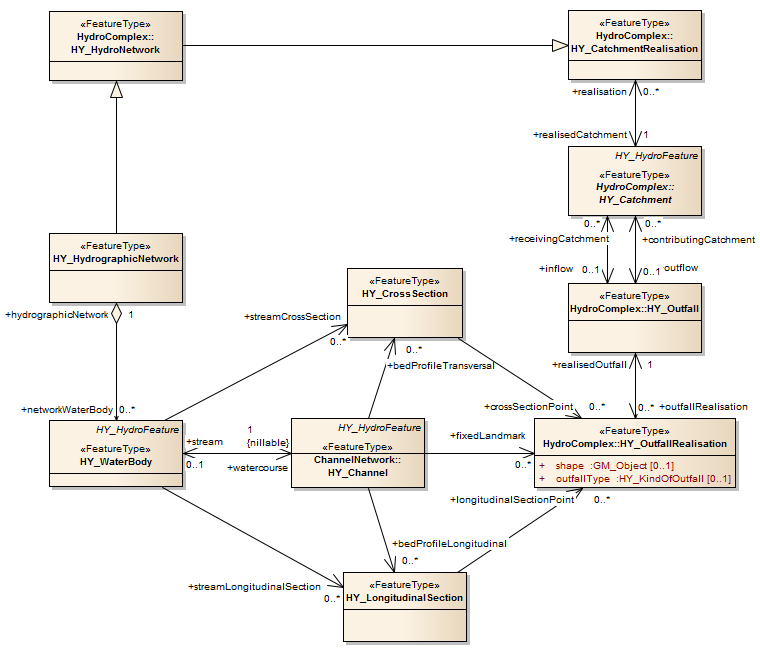 «FeatureType»
HydroComplex::
HY_HydroNetwork
«FeatureType»
HydroComplex::
HY_CatchmentRealisation
+realisation
0..*
+realisedCatchment
1
HY_HydroFeature
«FeatureType»
HydroComplex::
HY_Catchment
0..*
0..*
+receivingCatchment
+contributingCatchment
+inflow
0..1
0..1
outflow
«FeatureType»
HydroComplex::HY_Outfall
+realisedOutfall
1
0..*
+outfallRealisation
«FeatureType»
HY_HydrographicNetwork
+hydrographicNetwork
1
«FeatureType»
HY_CrossSection
+streamCrossSection
0..*
0..*
+bedProfileTransversal
+networkWaterBody
0..*
+crossSectionPoint
0..*
HY_HydroFeature
«FeatureType»
HY_WaterBody
+stream
0..1
1
{nillable}
+watercourse
HY_HydroFeature
«FeatureType»
ChannelNetwork::
HY_Channel
+fixedLandmark
0..*
«FeatureType»
HydroComplex::HY_OutfallRealisation
+ shape :GM_Object [0..1]
+ outfallType :HY_KindOfOutfall [0..1]
+longitudinalSectionPoint
0..*
+bedProfileLongitudinal
0..*
+streamLongitudinalSection
0..*
«FeatureType»
HY_LongitudinalSection